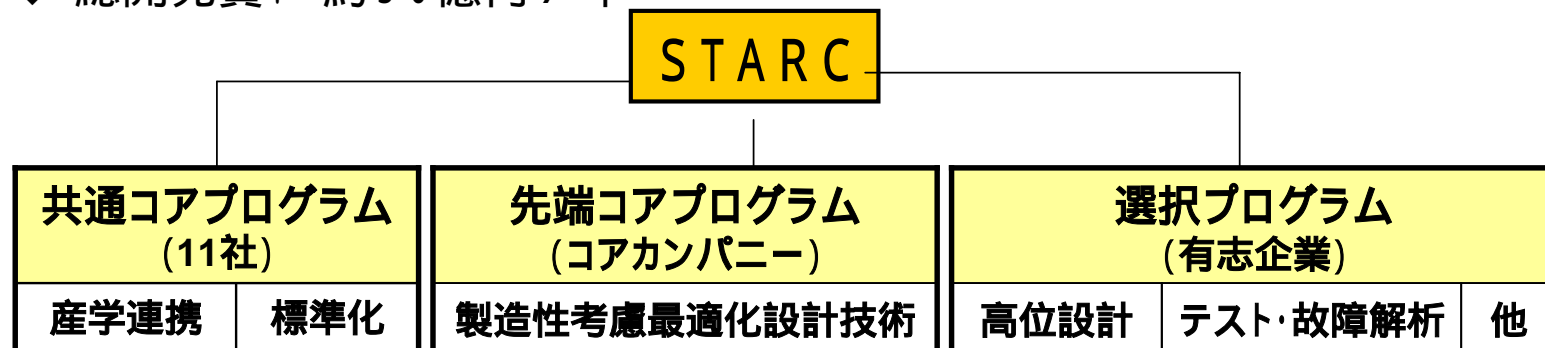 STARC
共通コアプログラム
(11社)
先端コアプログラム
(コアカンパニー)
選択プログラム
(有志企業)
産学連携
標準化
製造性考慮最適化設計技術
高位設計
テスト・故障解析
他